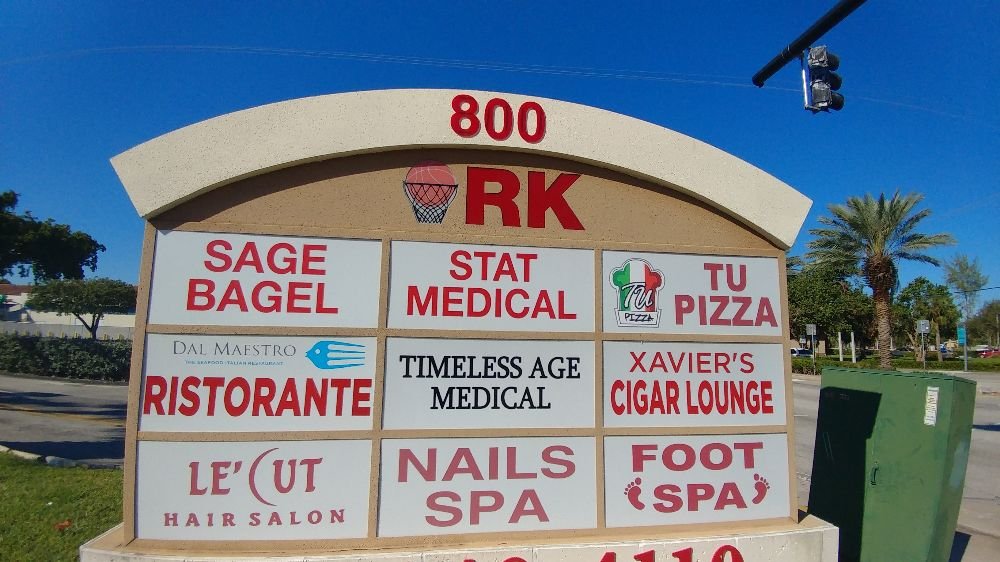 800
RK
SAGE
BAGEL
STAT
MEDICAL
TU
PIZZA
TU
PIZZA
DAL MAESTRO
THE SEAFOOD ITALIAN RESTAURANT
RISTORANTE
TIMELESS AGE
MEDICAL
XAVIER'S
CIGAR LOUNGE
LE'CUT
HAIR SALON
NAILS
SPA
FOOT
SPA